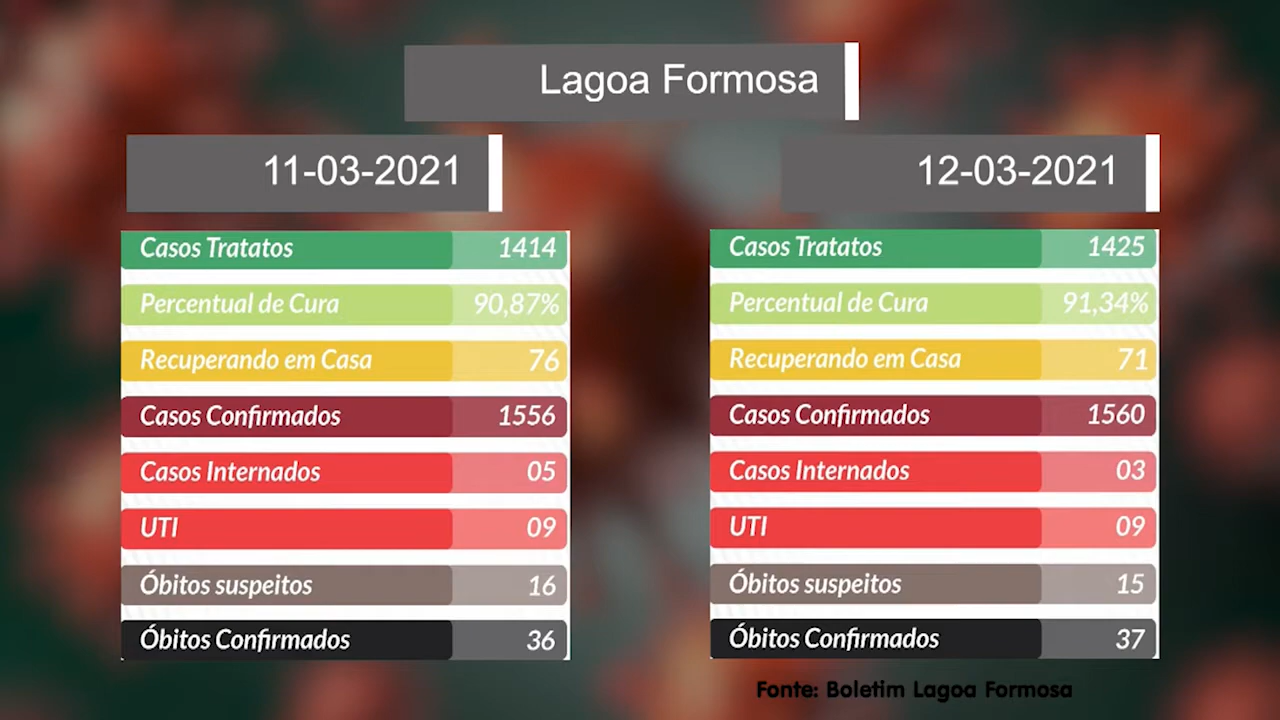 Lagoa Formosa
11-03-2021
Casos Tratatos 1414
Percentual de Cura 90,87%
Recuperando em Casa 76
Casos Confirmados 1556
Casos Internados 05
UTI 09
Óbitos suspeitos 16
Óbitos Confirmados 36
12-03-2021
Casos Tratatos 1425
Percentual de Cura 91,34%
Recuperando em Casa 71
Casos Confirmados 1560
Casos Internados 03
UTI 09
Óbitos suspeitos 15
Óbitos Confirmados 37
Fonte: Boletim Lagoa Formosa